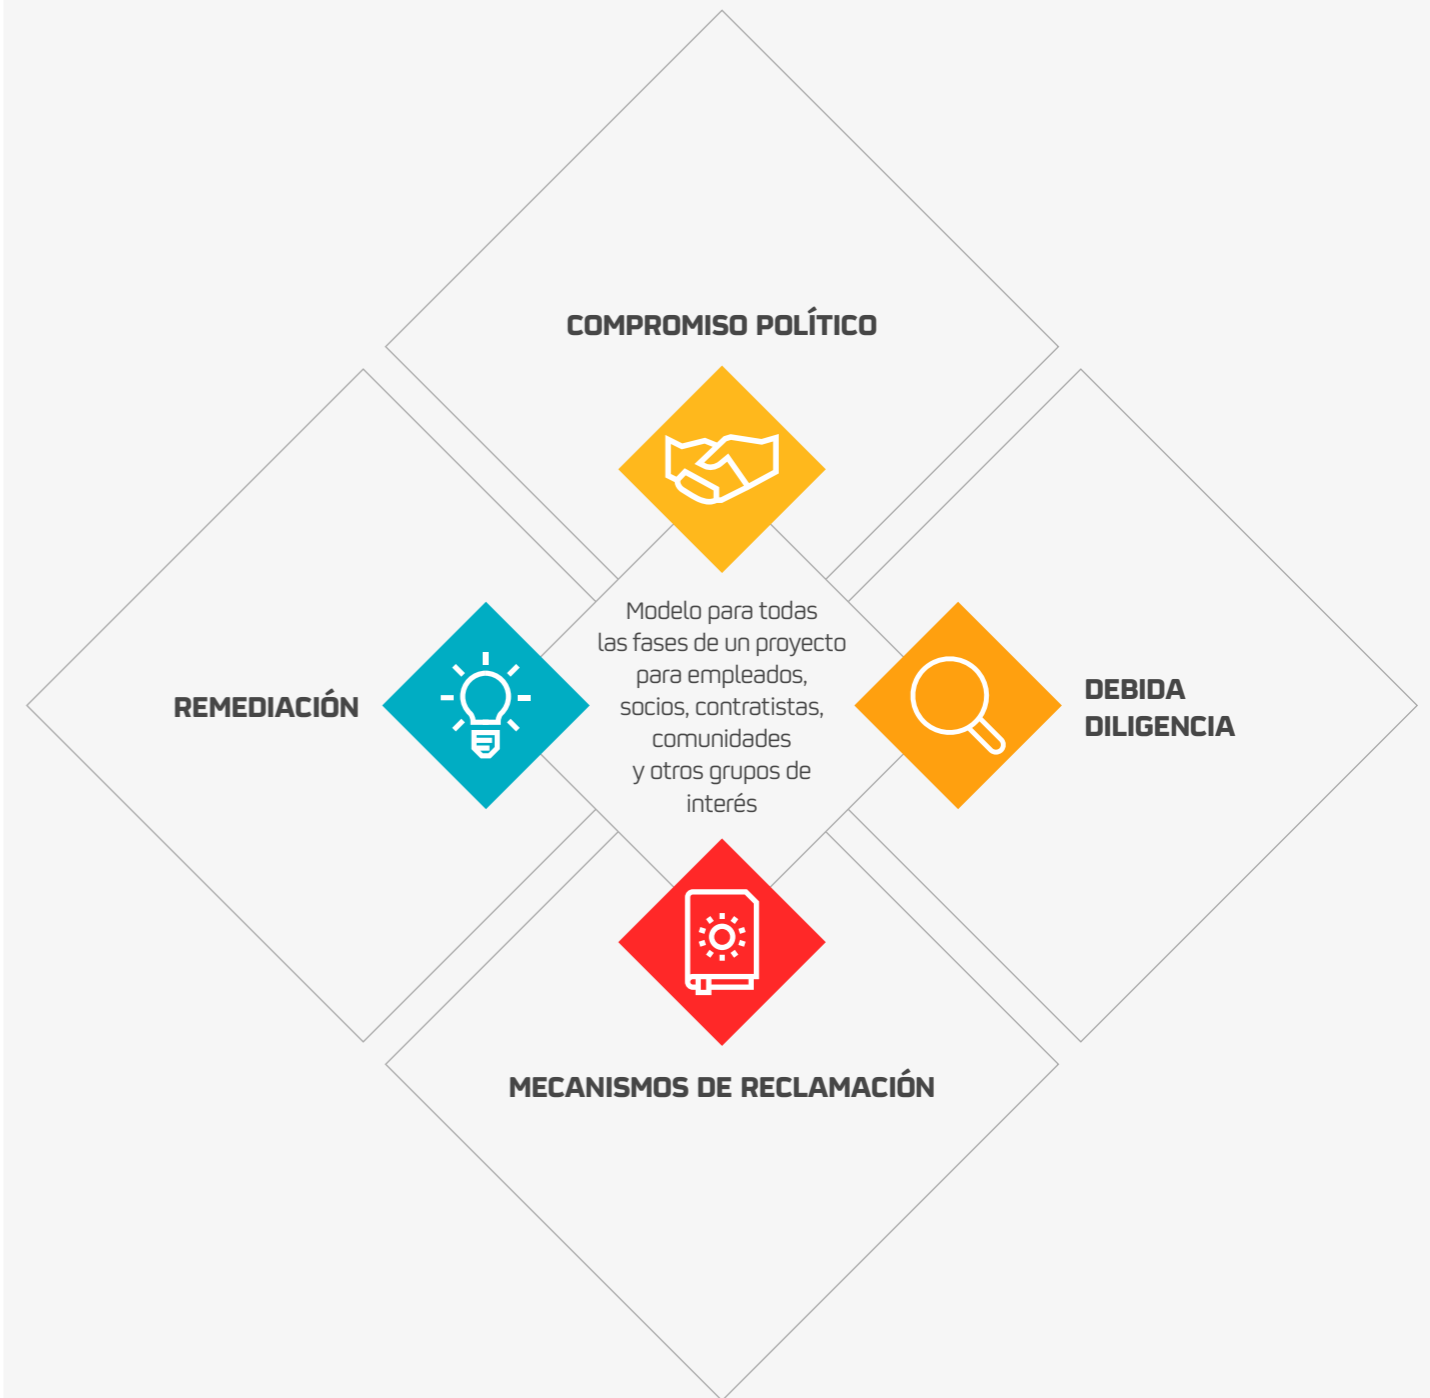 COMPROMISO POLÍTICO
Modelo para todas
las fases de un proyecto
para empleados,
socios, contratistas,
comunidades
y otros grupos de
interés
REMEDIACIÓN
DEBIDA
DILIGENCIA
MECANISMOS DE RECLAMACIÓN